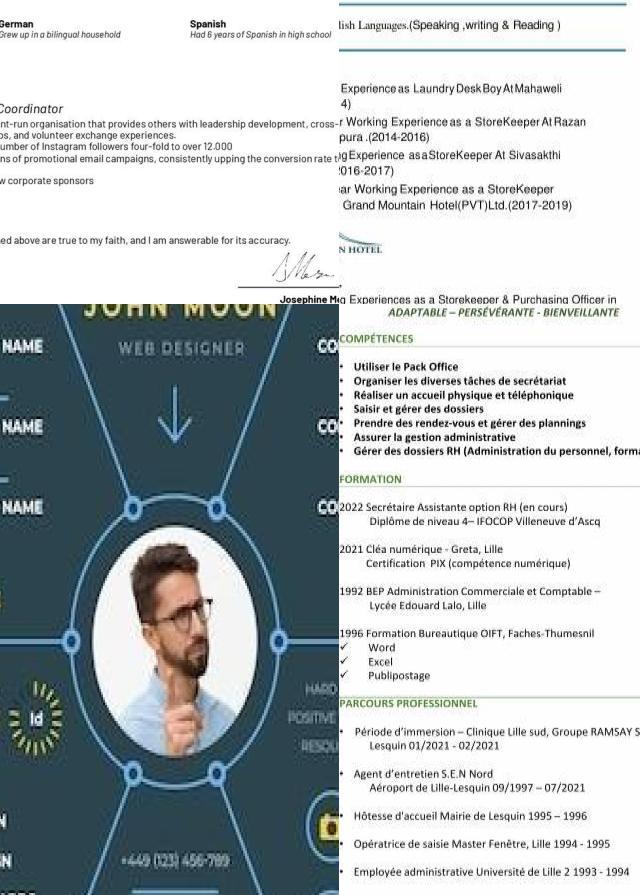 German
Grew up in a bilingual household
Spanish
Had 6 years of Spanish in high school
Coordinator
nt-run organisation that provides others with leadership development, cross-
os, and volunteer exchange experiences.
umber of Instagram followers four-fold to over 12.000
ns of promotional email campaigns, consistently upping the conversion rate t
w corporate sponsors
ed above are true to my faith, and I am answerable for its accuracy.
Josephine M
lish Languages.(Speaking ,writing & Reading )
Experience as Laundry Desk Boy At Mahaweli
4)
r Working Experience as a StoreKeeper At Razan
pura .(2014-2016)
g Experience as a StoreKeeper At Sivasakthi
2016-2017)
ar Working Experience as a StoreKeeper
Grand Mountain Hotel(PVT)Ltd.(2017-2019)
N HOTEL
g Experiences as a Storekeeper & Purchasing Officer in
JOHN MOON
WEB DESIGNER
NAME
NAME
NAME
CO
CO
CO
Id
HARD
POSITIVE
RESOU
N
GN
+449 (123) 456-789
ADAPTABLE – PERSÉVÉRANTE - BIENVEILLANTE
COMPÉTENCES
• Utiliser le Pack Office
• Organiser les diverses tâches de secrétariat
• Réaliser un accueil physique et téléphonique
• Saisir et gérer des dossiers
• Prendre des rendez-vous et gérer des plannings
• Assurer la gestion administrative
• Gérer des dossiers RH (Administration du personnel, forma
FORMATION
2022 Secrétaire Assistante option RH (en cours)
Diplôme de niveau 4– IFOCOP Villeneuve d'Ascq
2021 Cléa numérique - Greta, Lille
Certification PIX (compétence numérique)
1992 BEP Administration Commerciale et Comptable –
Lycée Edouard Lalo, Lille
1996 Formation Bureautique OIFT, Faches-Thumesnil
✓ Word
✓ Excel
✓ Publipostage
PARCOURS PROFESSIONNEL
• Période d'immersion – Clinique Lille sud, Groupe RAMSAY S
Lesquin 01/2021 - 02/2021
• Agent d'entretien S.E.N Nord
Aéroport de Lille-Lesquin 09/1997 – 07/2021
• Hôtesse d'accueil Mairie de Lesquin 1995 – 1996
• Opératrice de saisie Master Fenêtre, Lille 1994 - 1995
• Employée administrative Université de Lille 2 1993 - 1994